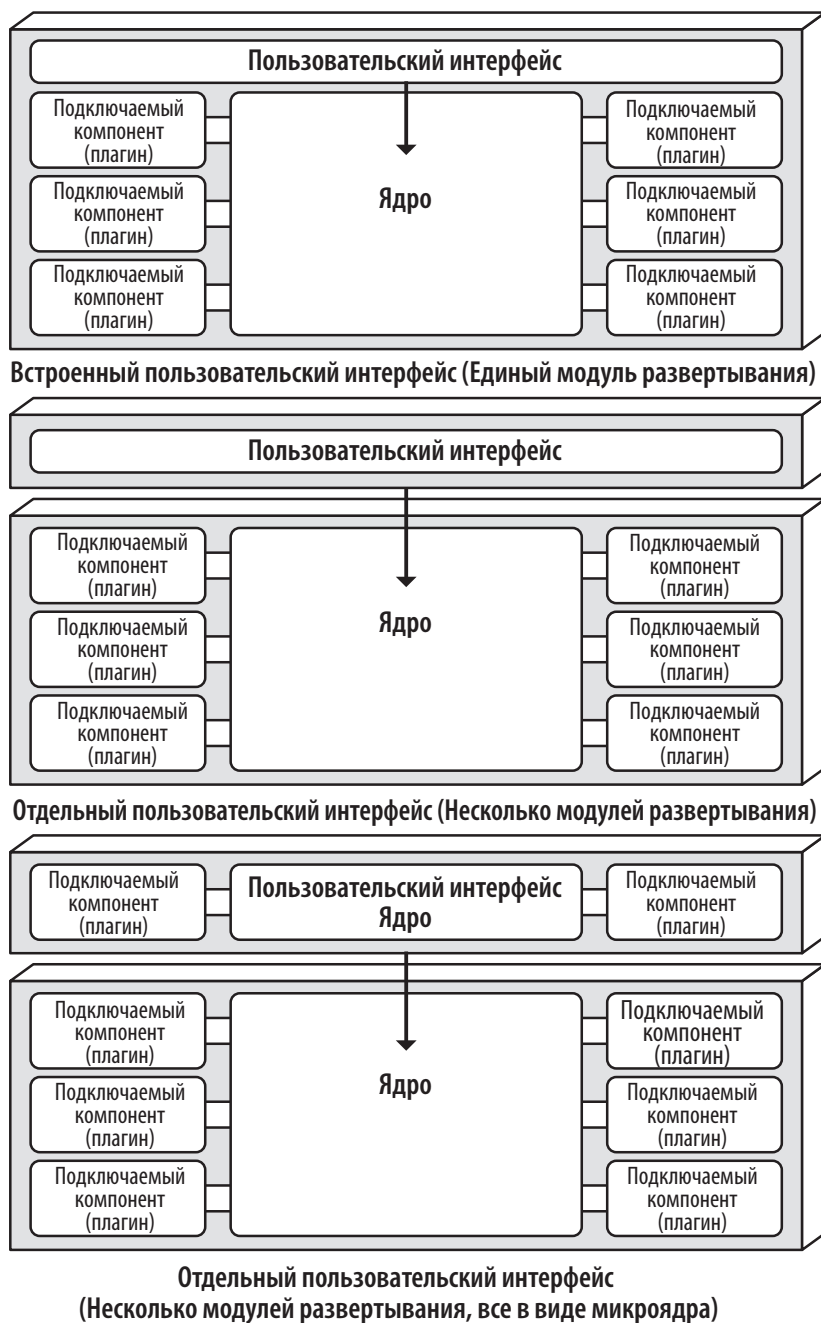 Пользовательский интерфейс
Подключаемый
компонент
(плагин)
Подключаемый
компонент
(плагин)
Подключаемый
компонент
(плагин)
Ядро
Подключаемый
компонент
(плагин)
Подключаемый
компонент
(плагин)
Подключаемый
компонент
(плагин)
Встроенный пользовательский интерфейс (Единый модуль развертывания)
Пользовательский интерфейс
Подключаемый
компонент
(плагин)
Подключаемый
компонент
(плагин)
Подключаемый
компонент
(плагин)
Ядро
Подключаемый
компонент
(плагин)
Подключаемый
компонент
(плагин)
Подключаемый
компонент
(плагин)
Отдельный пользовательский интерфейс (Несколько модулей развертывания)
Подключаемый
компонент
(плагин)
Пользовательский интерфейс
Ядро
Подключаемый
компонент
(плагин)
Подключаемый
компонент
(плагин)
Подключаемый
компонент
(плагин)
Подключаемый
компонент
(плагин)
Ядро
Подключаемый
компонент
(плагин)
Подключаемый
компонент
(плагин)
Подключаемый
компонент
(плагин)
Отдельный пользовательский интерфейс
(Несколько модулей развертывания, все в виде микроядра)